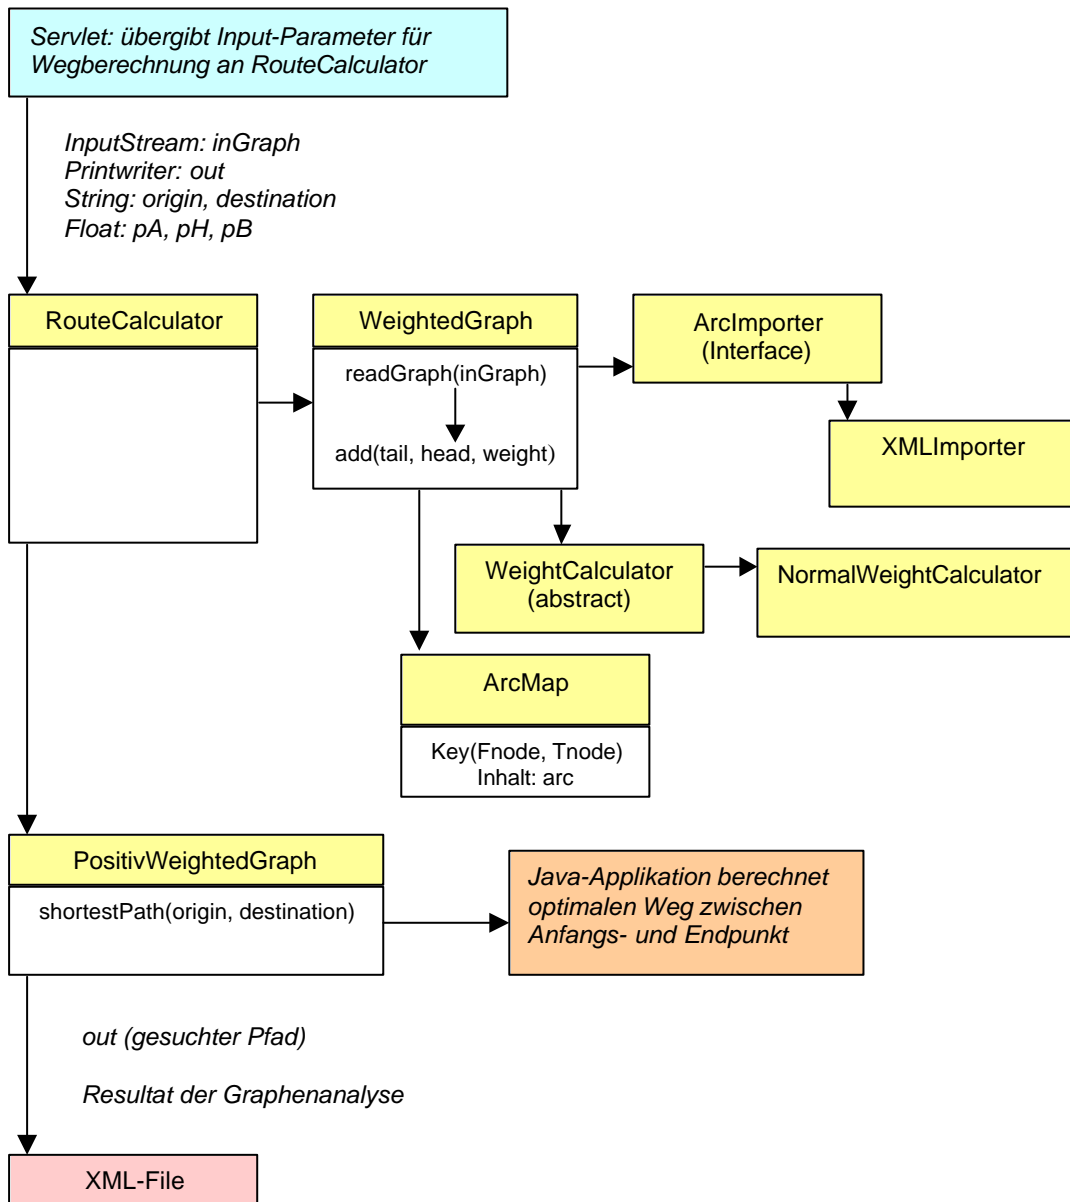 Servlet: übergibt Input-Parameter für
Wegberechnung an RouteCalculator
InputStream: inGraph
Printwriter: out
String: origin, destination
Float: pA, pH, pB
RouteCalculator
WeightedGraph
readGraph(inGraph)
add(tail, head, weight)
ArcImporter
(Interface)
XMLImporter
WeightCalculator
(abstract)
NormalWeightCalculator
ArcMap
Key(Fnode, Tnode)
Inhalt: arc
PositivWeightedGraph
shortestPath(origin, destination)
Java-Applikation berechnet
optimalen Weg zwischen
Anfangs- und Endpunkt
out (gesuchter Pfad)
Resultat der Graphenanalyse
XML-File